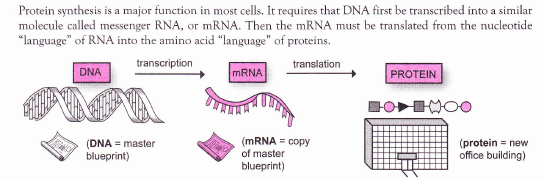 Protein synthesis is a major function in most cells. It requires that DNA first be transcribed into a similar
molecule called messenger RNA, or mRNA. Then the mRNA must be translated from the nucleotide
“language” of RNA into the amino acid “language” of proteins.
DNA
transcription
mRNA
translation
PROTEIN
(DNA = master
blueprint)
(mRNA = copy
of master
blueprint)
(protein = new
office building)